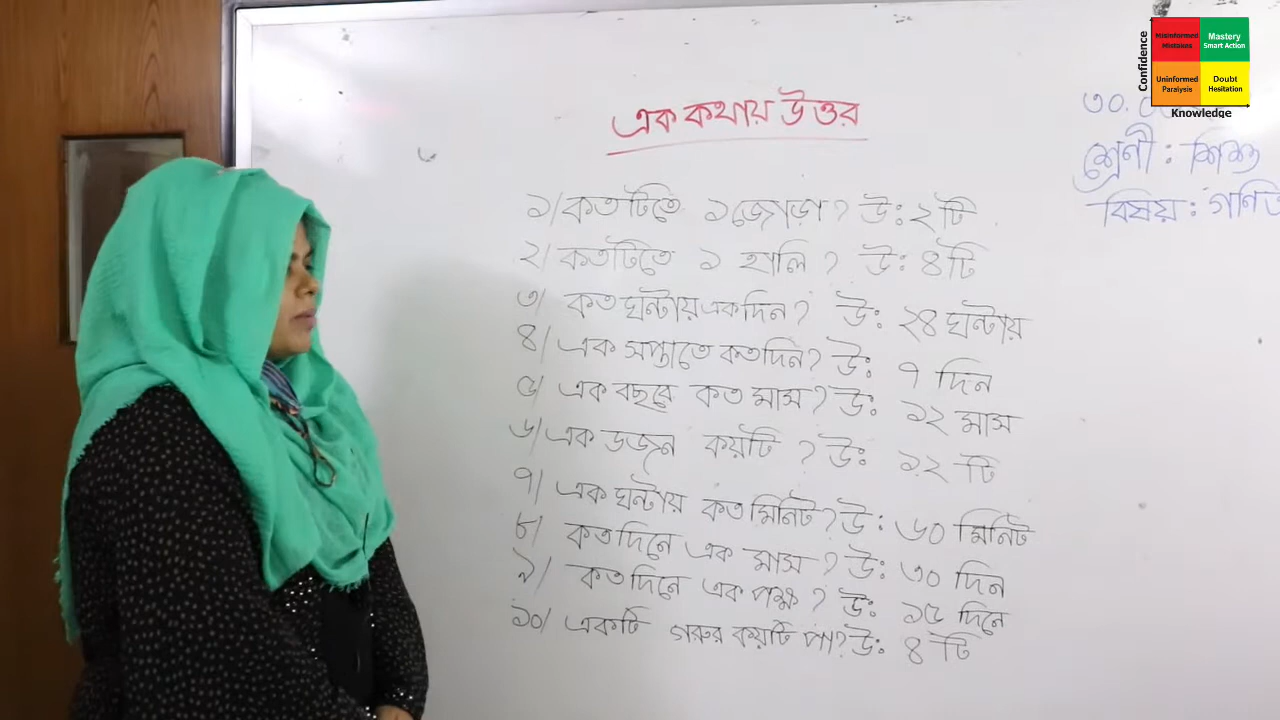 এক কথায় উত্তর
১/ কতটিতে ১ জোড়া? উঃ ২টি
২/ কতটিতে ১ হালি? উঃ ৪টি
৩/ কত ঘন্টায় একদিন? উঃ ২৪ ঘন্টায়
৪/ এক সপ্তাতে কতদিন? উঃ ৭ দিন
৫/ এক বছরে কত মাস? উঃ ১২ মাস
৬/ এক ডজন কয়টি? উঃ ১২ টি
৭/ এক ঘন্টায় কত মিনিট? উঃ ৬০ মিনিট
৮/ কত দিনে এক মাস? উঃ ৩০ দিন
৯/ কত দিনে এক পক্ষ? উঃ ১৫ দিনে
১০/ একটি গরুর কয়টি পা? উঃ ৪ টি
৩০.
শ্রেণী : শিশু
বিষয় : গণিত
Confidence
Misinformed Mastery
Mistakes Smart Action
Uninformed Doubt
Paralysis Hesitation
Knowledge